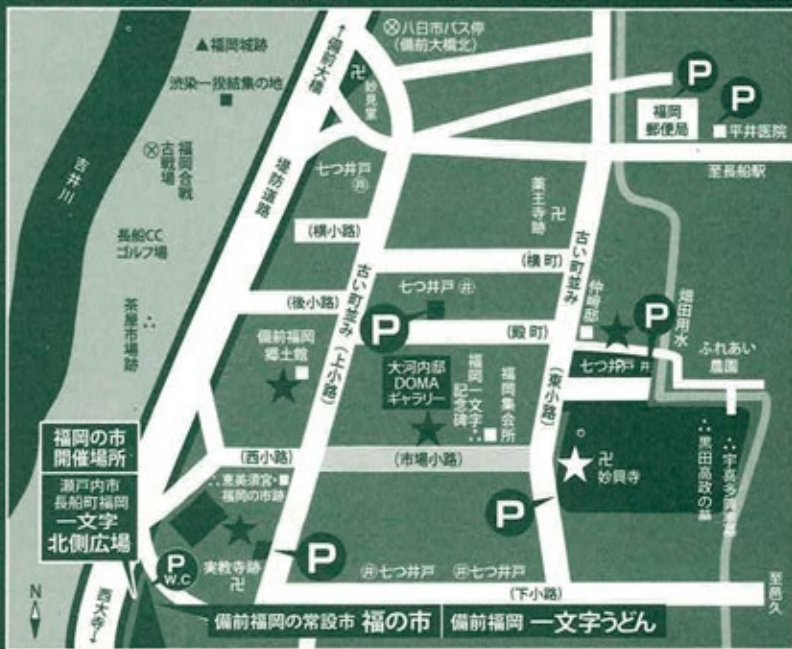 ↑備前大橋
八日市バス停
(備前大橋北)
▲福岡城跡
渋染一揆結集の地
卍
妙見堂
P
P
福岡
郵便局
平井医院
至長船駅
吉井川
福岡合戦
古戦場
堤防道路
七つ井戸
井
薬王寺跡
卍
長船CC
ゴルフ場
(横小路)
(横町)
古い町並み
古い町並み
(上小路)
(東小路)
茶屋市場跡
(後小路)
七つ井戸 井
仲﨑邸
P
P
(殿町)
畑田用水
備前福岡
郷土館
七つ井戸 井
ふれあい
農園
大河内邸
DOMA
ギャラリー
福岡一文字
記念碑
福岡集会所
福岡の市
開催場所
瀬戸内市
長船町福岡
一文字
北側広場
(西小路)
(市場小路)
恵美須宮・
福岡の市跡
卍
妙興寺
黒田高政の墓
P
P
実教寺跡
卍
P
W.C
井七つ井戸
井七つ井戸
(下小路)
至邑久
N
西大寺↓
備前福岡の常設市 福の市
備前福岡 一文字うどん